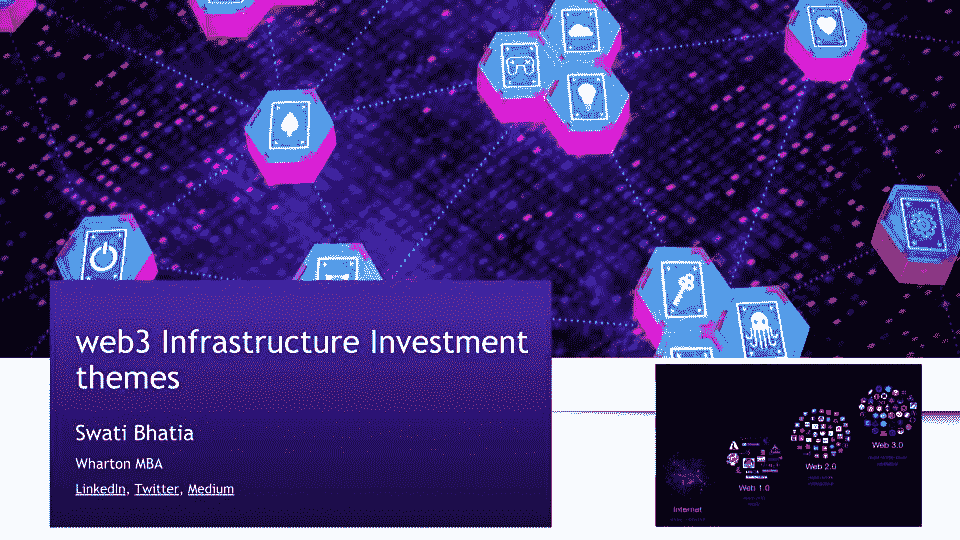 web3 Infrastructure Investment
themes
Swati Bhatia
Wharton MBA
LinkedIn, Twitter, Medium
Internet
Web 1.0
Web 2.0
Web 3.0